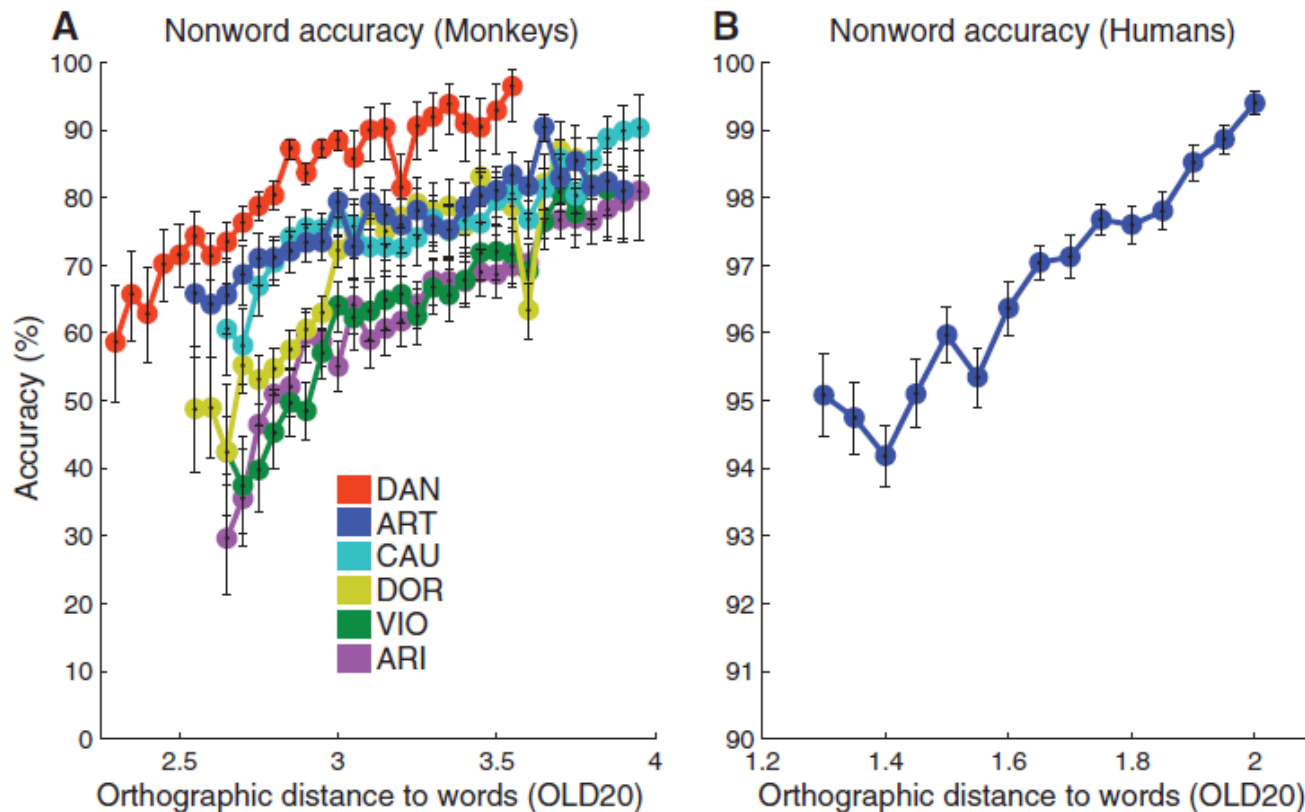 A Nonword accuracy (Monkeys)
100
90
80
70
60
50
40
30
20
10
0
Accuracy (%)
DAN
ART
CAU
DOR
VIO
ARI
2.5 3 3.5 4
Orthographic distance to words (OLD20)
B Nonword accuracy (Humans)
100
99
98
97
96
95
94
93
92
91
90
1.2 1.4 1.6 1.8 2
Orthographic distance to words (OLD20)